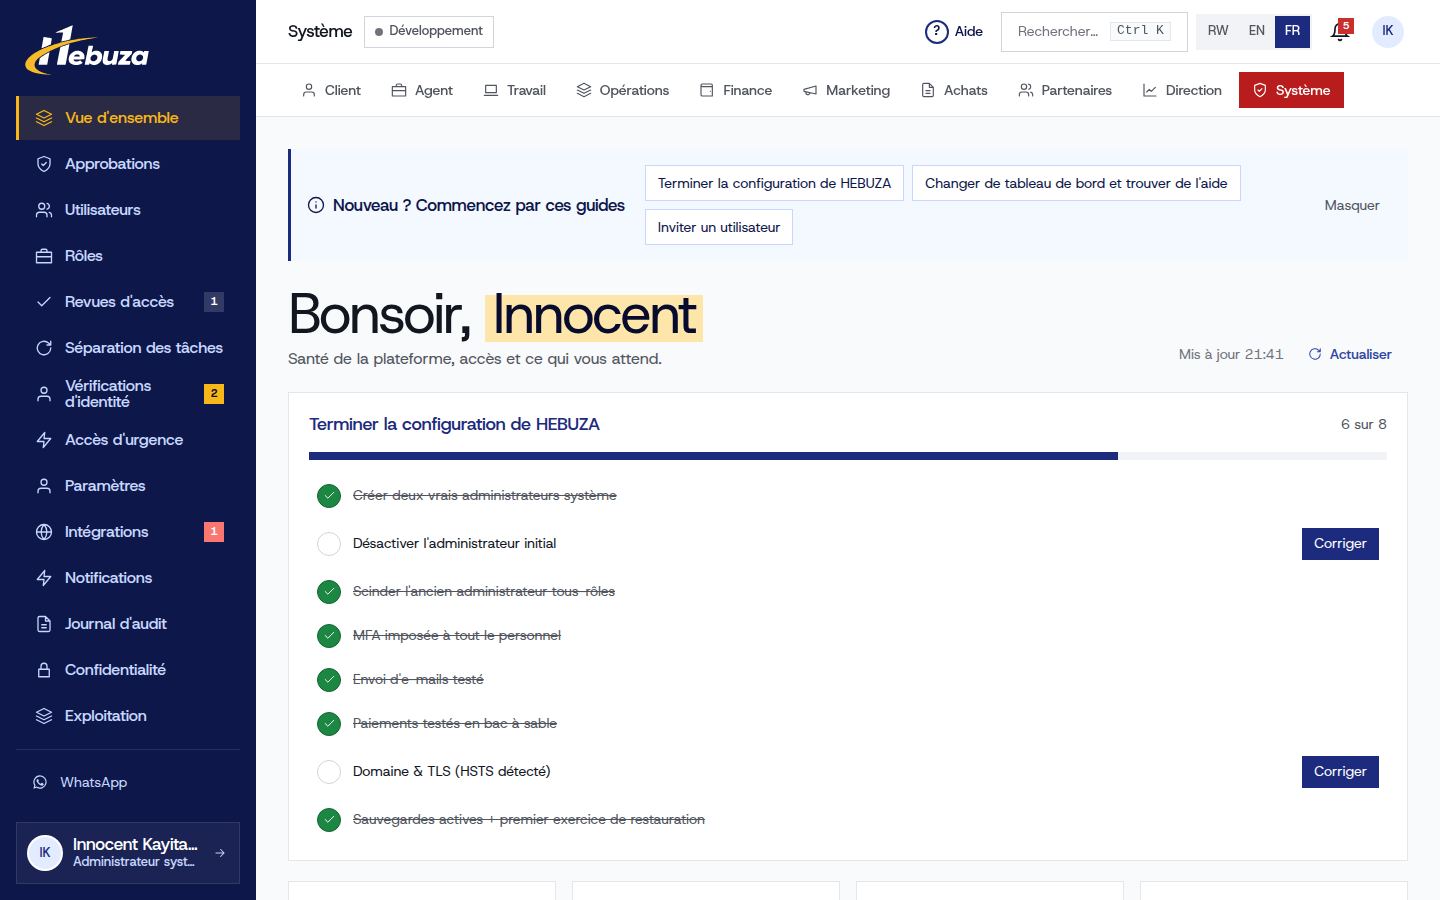 Hebuza
Système
Développement
? Aide
Rechercher... Ctrl K
RW EN FR
5
IK
Client
Agent
Travail
Opérations
Finance
Marketing
Achats
Partenaires
Direction
Système
Vue d'ensemble
Approbations
Utilisateurs
Rôles
Revues d'accès 1
Séparation des tâches
Vérifications
d'identité 2
Accès d'urgence
Paramètres
Intégrations 1
Notifications
Journal d'audit
Confidentialité
Exploitation
WhatsApp
IK
Innocent Kayita...
Administrateur syst...
Nouveau ? Commencez par ces guides
Terminer la configuration de HEBUZA
Changer de tableau de bord et trouver de l'aide
Inviter un utilisateur
Masquer
Bonsoir, Innocent
Santé de la plateforme, accès et ce qui vous attend.
Mis à jour 21:41
Actualiser
Terminer la configuration de HEBUZA
6 sur 8
Créer deux vrais administrateurs système
Désactiver l'administrateur initial
Corriger
Scinder l'ancien administrateur tous-rôles
MFA imposée à tout le personnel
Envoi d'e-mails testé
Paiements testés en bac à sable
Domaine & TLS (HSTS détecté)
Corriger
Sauvegardes actives + premier exercice de restauration